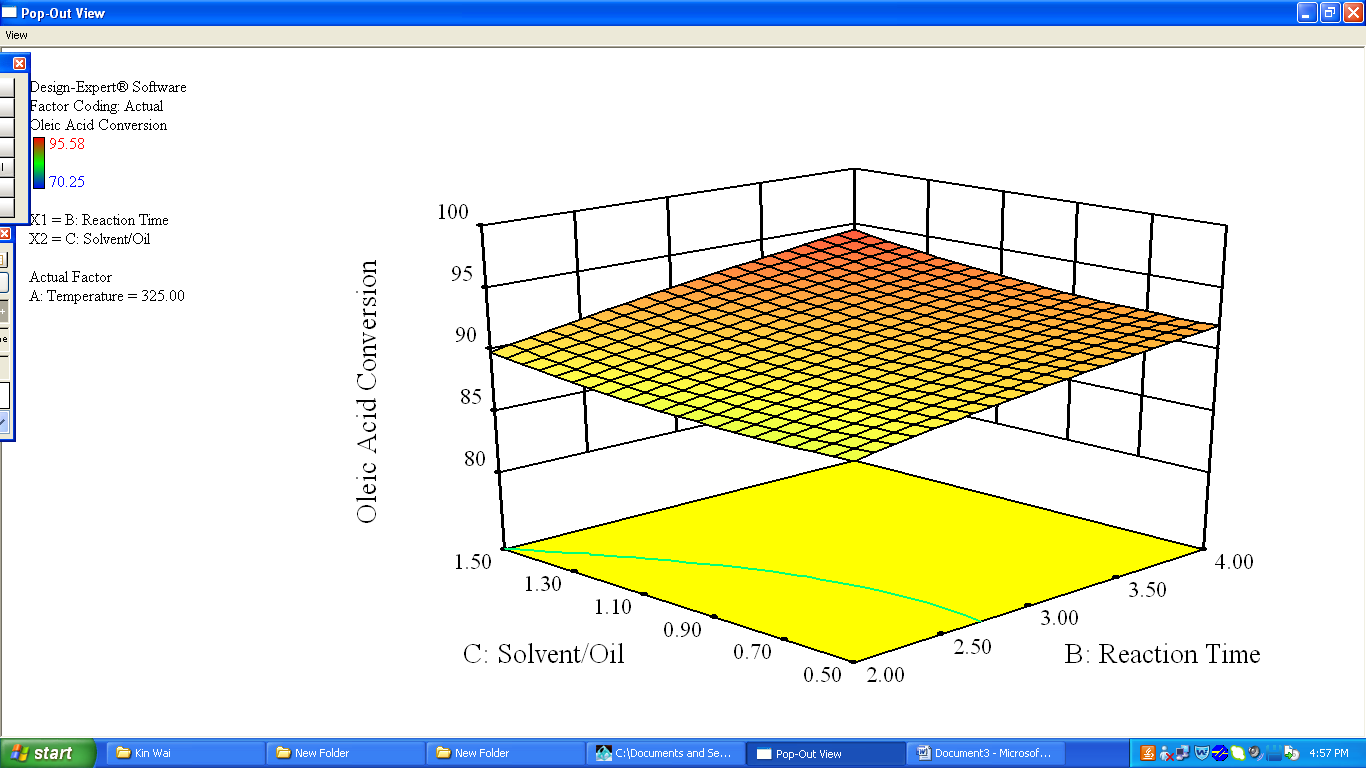 Pop-Out View
View
Design-Expert® Software
Factor Coding: Actual
Oleic Acid Conversion
95.58
70.25
X1 = B: Reaction Time
X2 = C: Solvent/Oil
Actual Factor
A: Temperature = 325.00
100
95
90
85
80
Oleic Acid Conversion
1.50
1.30
1.10
0.90
0.70
0.50
C: Solvent/Oil
2.00
2.50
3.00
3.50
4.00
B: Reaction Time
start
Kin Wai
New Folder
New Folder
C:\Documents and Se...
Pop-Out View
Document3 - Microsof...
4:57 PM